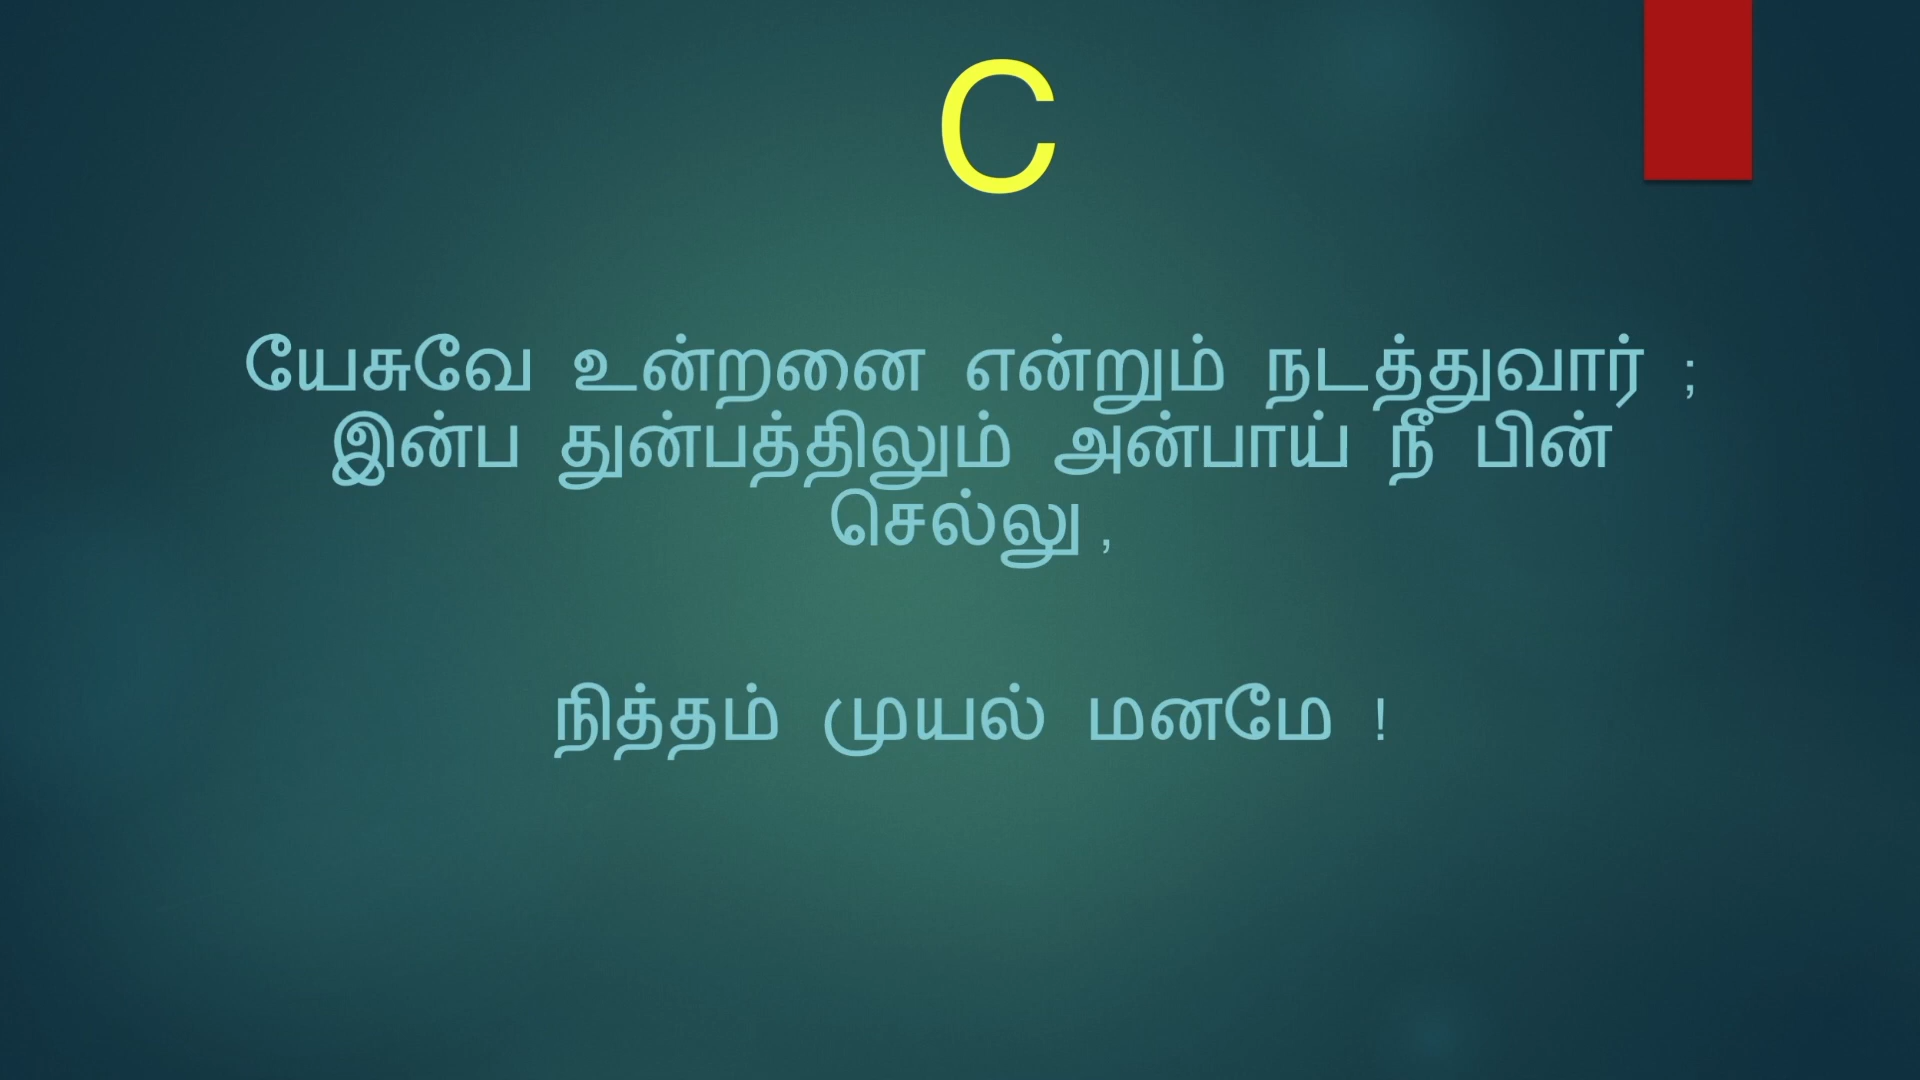 C
யேசுவே உன்றனை என்றும் நடத்துவார் ;
இன்ப துன்பத்திலும் அன்பாய் நீ பின்
செல்லு ,
நித்தம் முயல் மனமே !